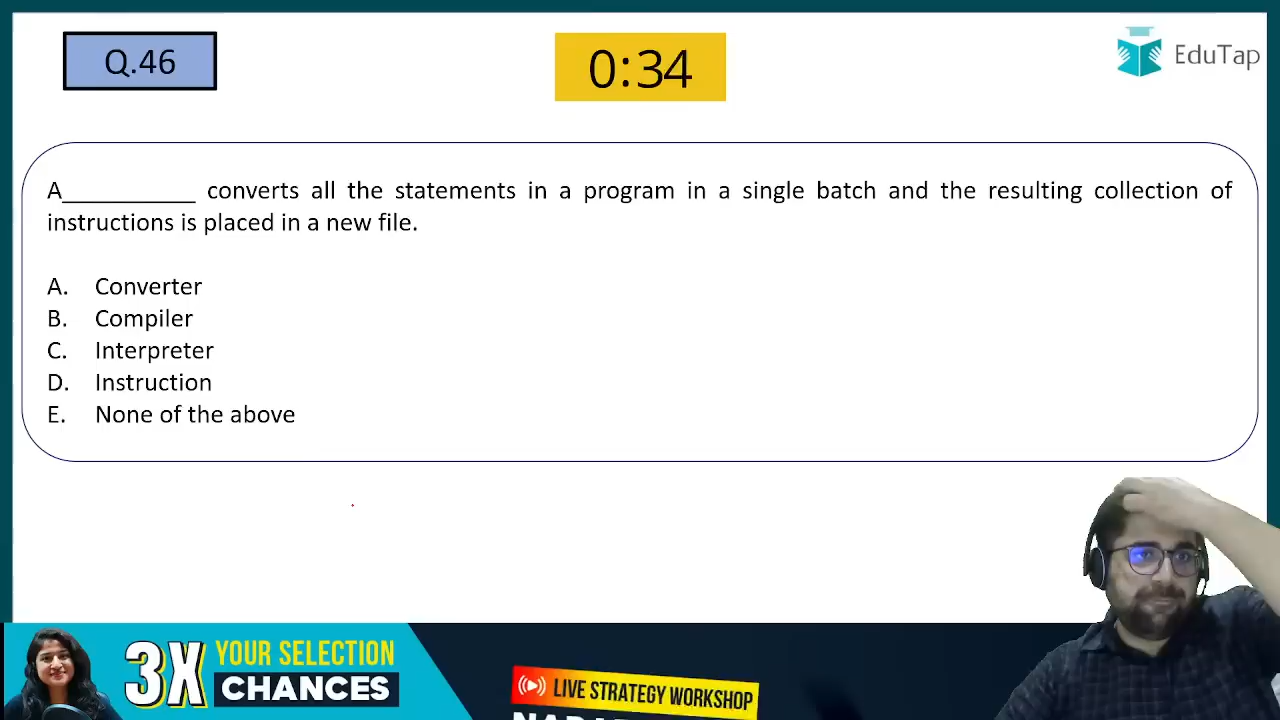 Q.46
0:34
EduTap
A__________ converts all the statements in a program in a single batch and the resulting collection of
instructions is placed in a new file.
A. Converter
B. Compiler
C. Interpreter
D. Instruction
E. None of the above
3X YOUR SELECTION
CHANCES
LIVE STRATEGY WORKSHOP